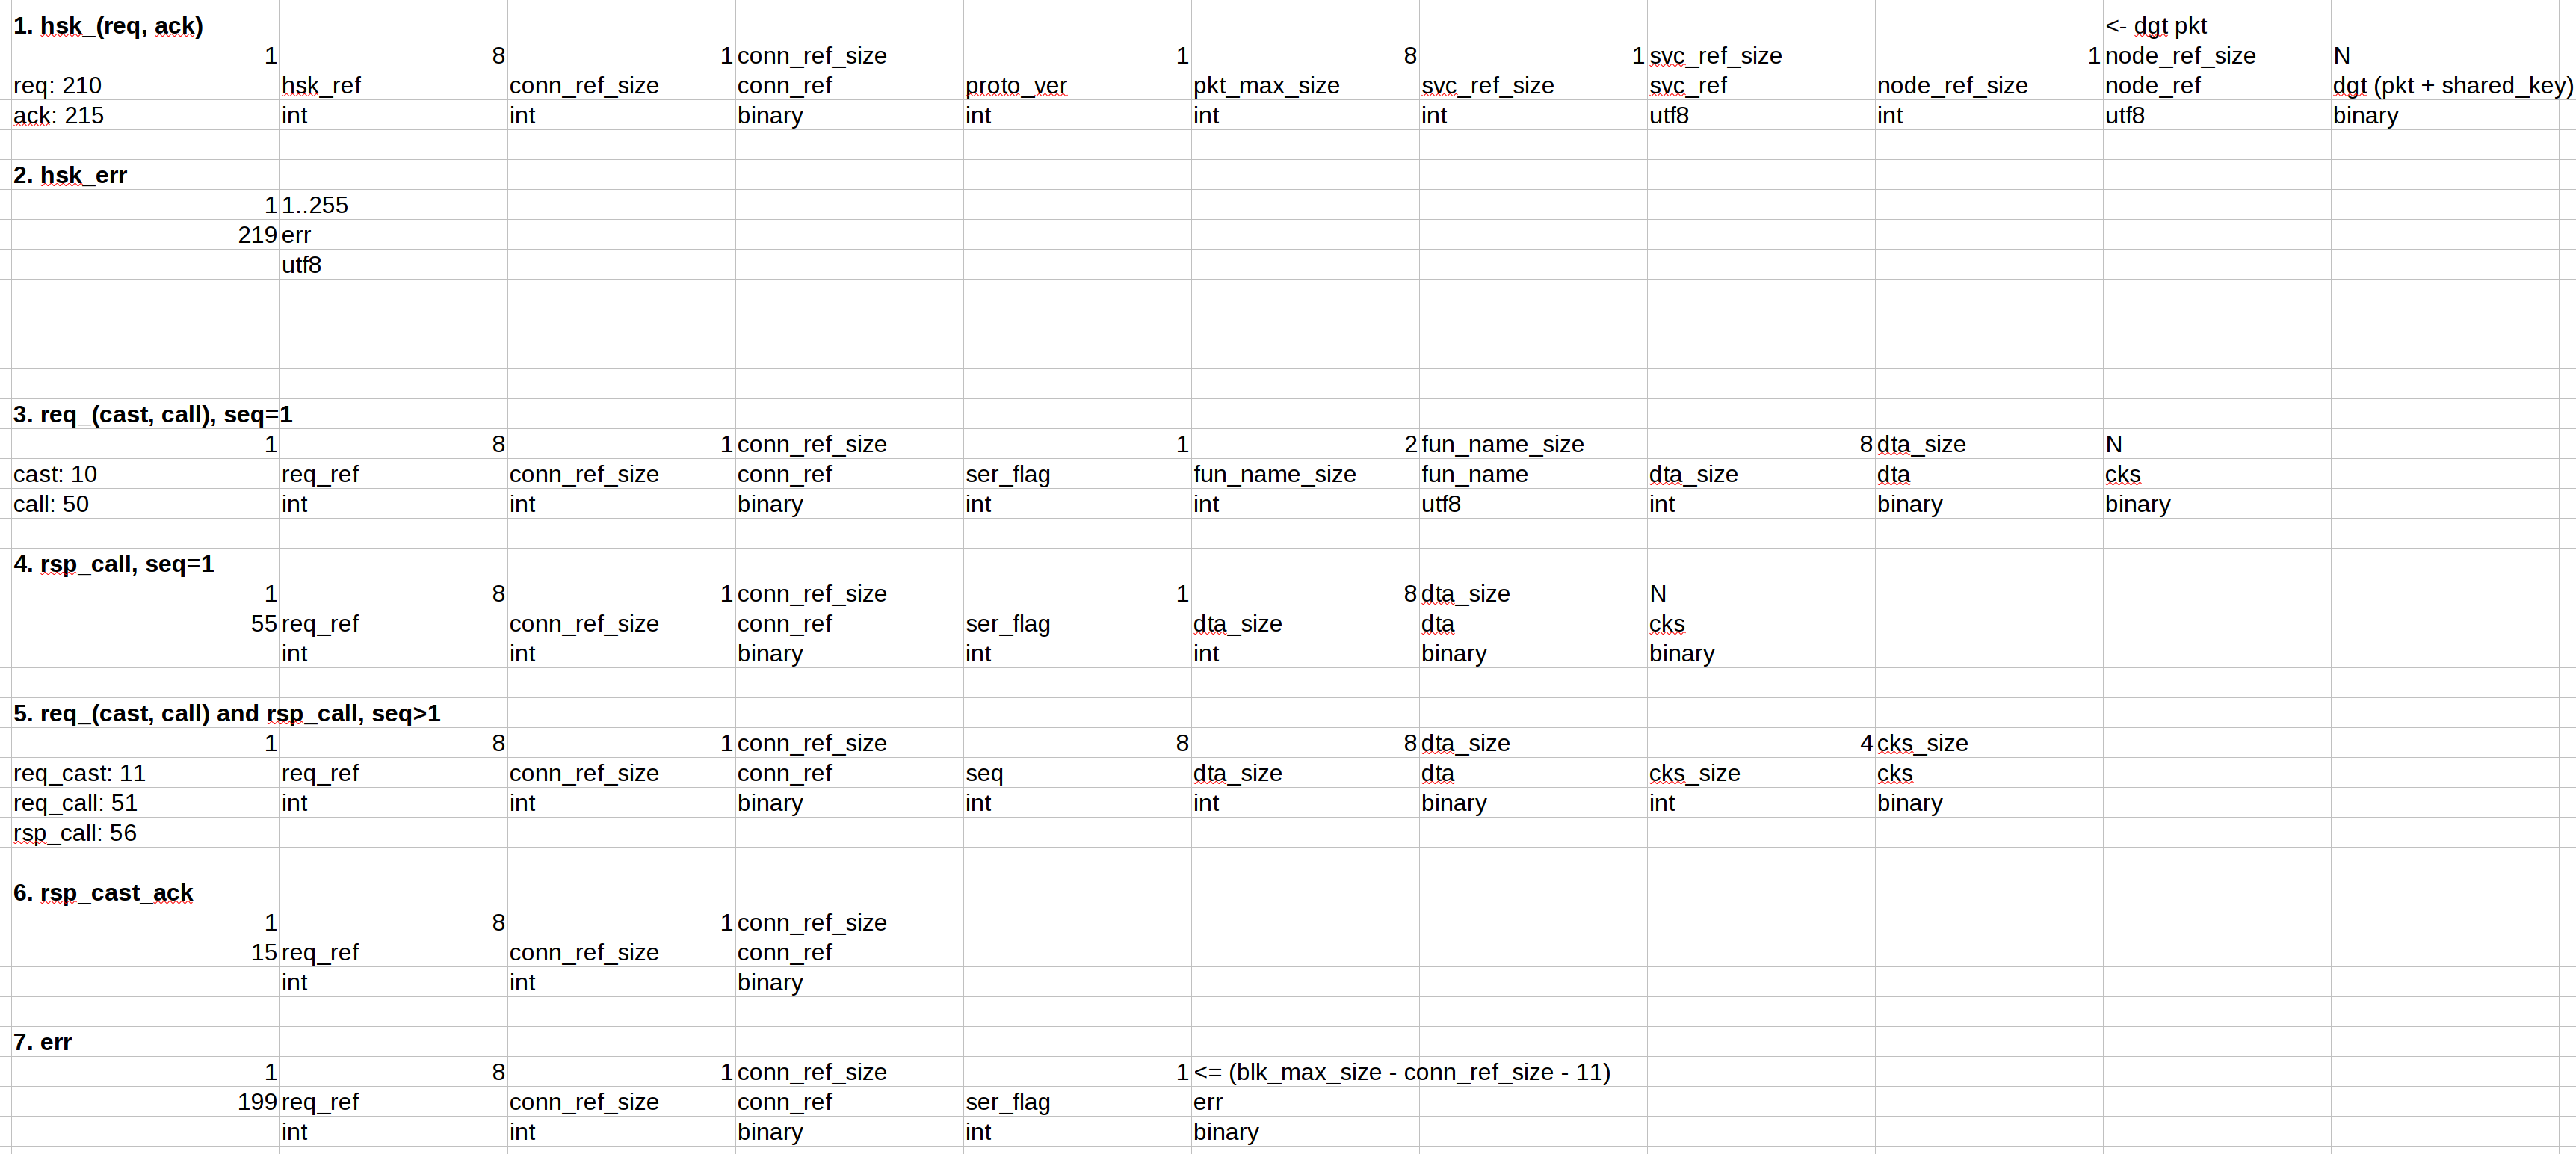 1. hsk_(req, ack) <- dgt pkt
1 8 1 conn_ref_size 1 8 1 svc_ref_size 1 node_ref_size N
req: 210 hsk_ref conn_ref_size conn_ref proto_ver pkt_max_size svc_ref_size svc_ref node_ref_size node_ref dgt (pkt + shared_key)
ack: 215 int int binary int int int utf8 int utf8 binary
2. hsk_err
1 1..255
219 err
utf8
3. req_(cast, call), seq=1
1 8 1 conn_ref_size 1 2 fun_name_size 8 dta_size N
cast: 10 req_ref conn_ref_size conn_ref ser_flag fun_name_size fun_name dta_size dta cks
call: 50 int int binary int int utf8 int binary binary
4. rsp_call, seq=1
1 8 1 conn_ref_size 1 8 dta_size N
55 req_ref conn_ref_size conn_ref ser_flag dta_size dta cks
int int binary int int binary binary
5. req_(cast, call) and rsp_call, seq>1
1 8 1 conn_ref_size 8 8 dta_size 4 cks_size
req_cast: 11 req_ref conn_ref_size conn_ref seq dta_size dta cks_size cks
req_call: 51 int int binary int int binary int binary
rsp_call: 56
6. rsp_cast_ack
1 8 1 conn_ref_size
15 req_ref conn_ref_size conn_ref
int int binary
7. err
1 8 1 conn_ref_size 1 <= (blk_max_size - conn_ref_size - 11)
199 req_ref conn_ref_size conn_ref ser_flag err
int int binary int binary